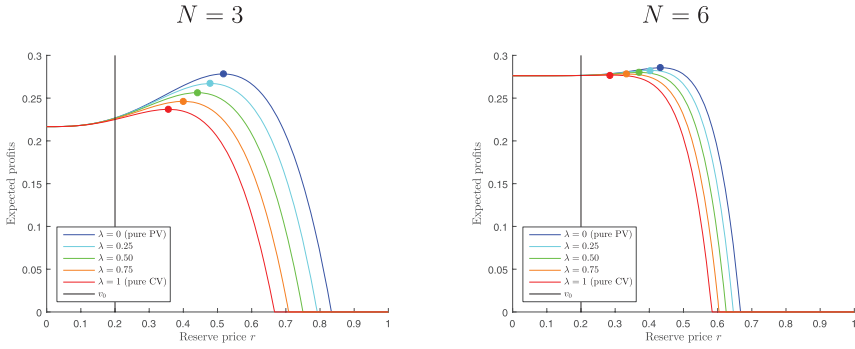 N = 3
Expected profits
0.3
0.25
0.2
0.15
0.1
0.05
0
λ = 0 (pure PV)
λ = 0.25
λ = 0.50
λ = 0.75
λ = 1 (pure CV)
v₀
0 0.1 0.2 0.3 0.4 0.5 0.6 0.7 0.8 0.9 1
Reserve price r
N = 6
Expected profits
0.3
0.25
0.2
0.15
0.1
0.05
0
λ = 0 (pure PV)
λ = 0.25
λ = 0.50
λ = 0.75
λ = 1 (pure CV)
v₀
0 0.1 0.2 0.3 0.4 0.5 0.6 0.7 0.8 0.9 1
Reserve price r